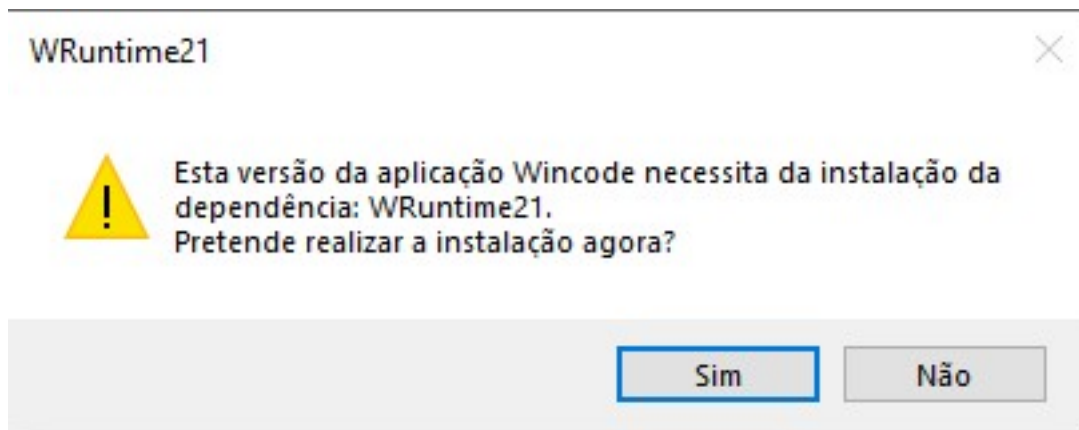 WRuntime21
Esta versão da aplicação Wincode necessita da instalação da
dependência: WRuntime21.
Pretende realizar a instalação agora?
Sim
Não